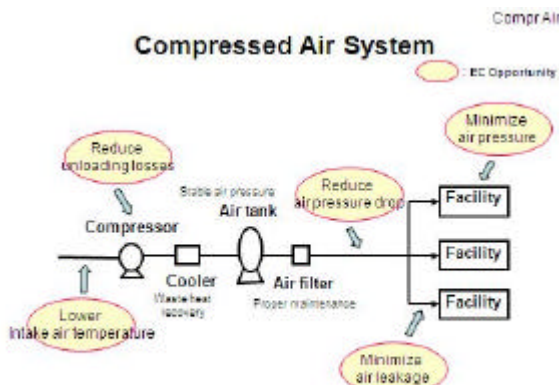 Compr Air
Compressed Air System
: EC Opportunity
Minimize
air pressure
Reduce
unloading losses
Stable air pressure
Air tank
Reduce
air pressure drop
Facility
Compressor
Facility
Cooler
Waste heat
recovery
Air filter
Proper maintenance
Facility
Lower
intake air temperature
Minimize
air leakage